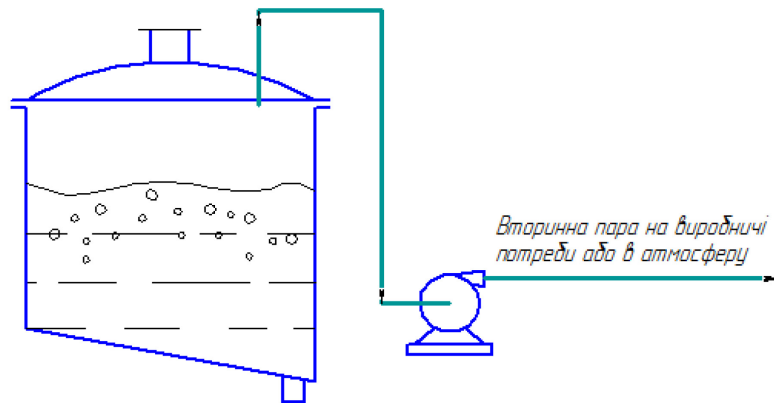 Вторинна пара на виробничі
потреби або в атмосферу